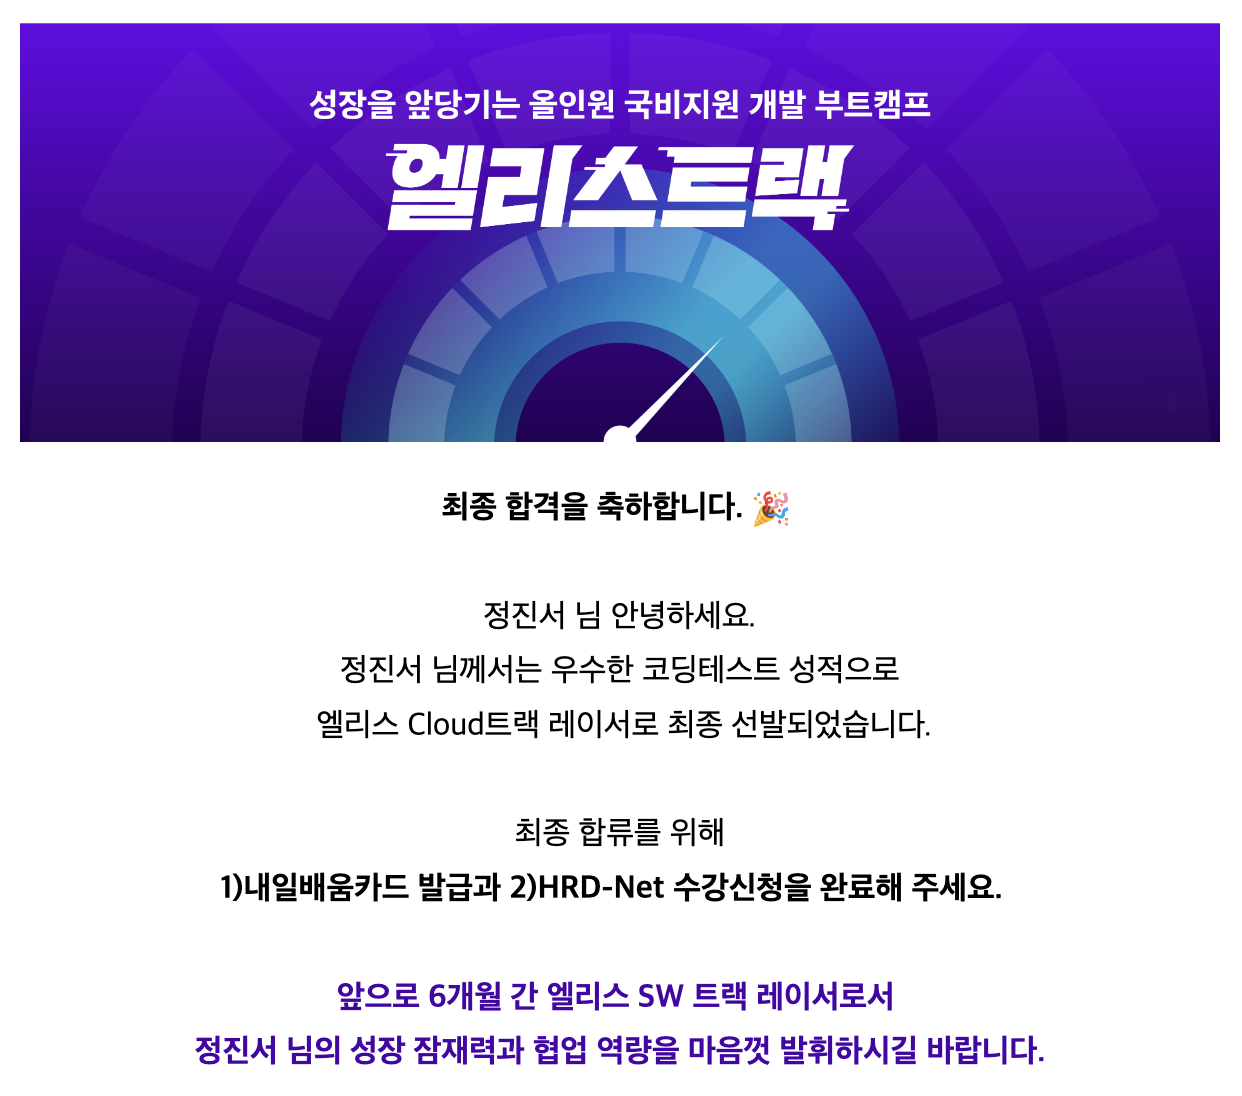 성장을 앞당기는 올인원 국비지원 개발 부트캠프
엘리스트랙
최종 합격을 축하합니다. 🎉
정진서 님 안녕하세요.
정진서 님께서는 우수한 코딩테스트 성적으로
엘리스 Cloud트랙 레이서로 최종 선발되었습니다.
최종 합류를 위해
1)내일배움카드 발급과 2)HRD-Net 수강신청을 완료해 주세요.
앞으로 6개월 간 엘리스 SW 트랙 레이서로서
정진서 님의 성장 잠재력과 협업 역량을 마음껏 발휘하시길 바랍니다.